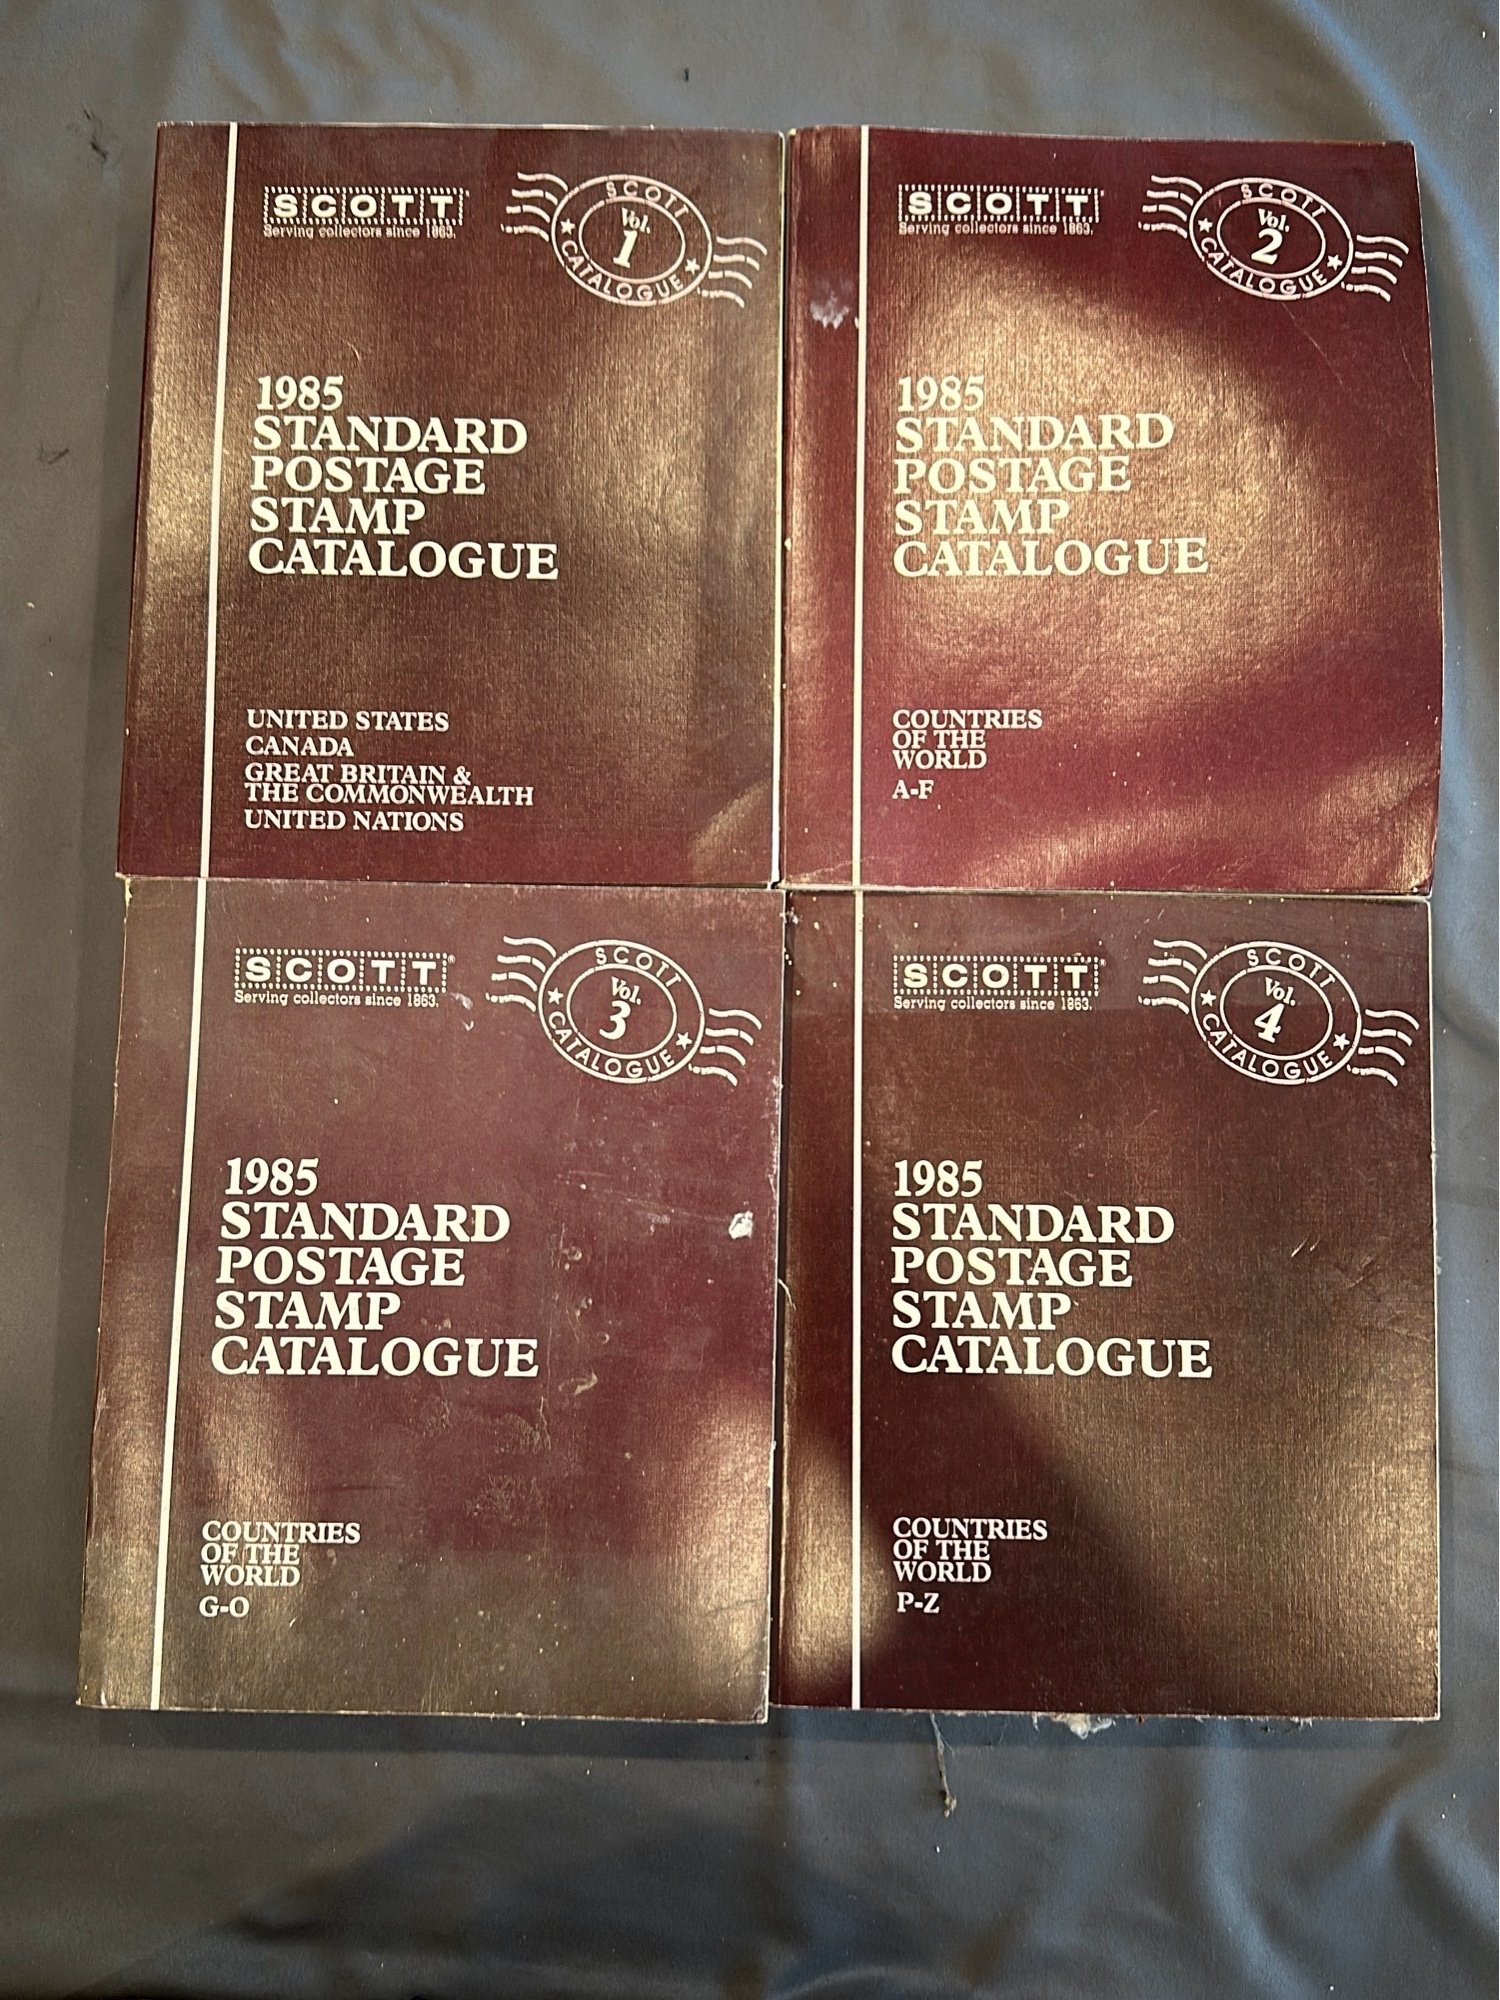 SCOTT
Serving collectors since 1863.
SCOTT
Vol.
1
CATALOGUE
1985
STANDARD
POSTAGE
STAMP
CATALOGUE
UNITED STATES
CANADA
GREAT BRITAIN &
THE COMMONWEALTH
UNITED NATIONS
SCOTT
Serving collectors since 1863.
SCOTT
Vol.
2
CATALOGUE
1985
STANDARD
POSTAGE
STAMP
CATALOGUE
COUNTRIES
OF THE
WORLD
A-F
SCOTT
Serving collectors since 1863.
SCOTT
Vol.
3
CATALOGUE
1985
STANDARD
POSTAGE
STAMP
CATALOGUE
COUNTRIES
OF THE
WORLD
G-O
SCOTT
Serving collectors since 1863.
SCOTT
Vol.
4
CATALOGUE
1985
STANDARD
POSTAGE
STAMP
CATALOGUE
COUNTRIES
OF THE
WORLD
P-Z